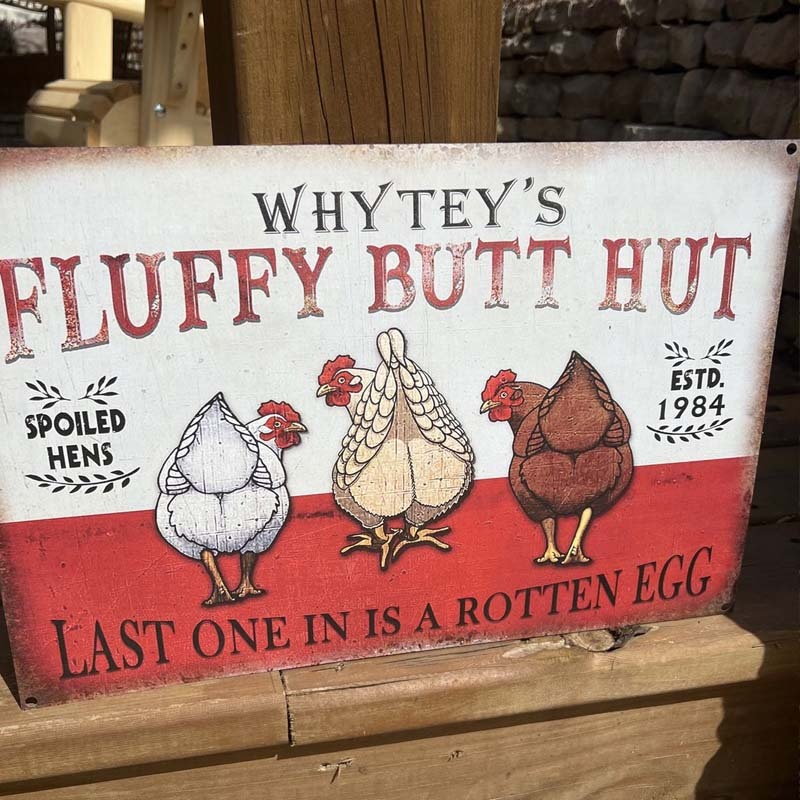 WHYTEY'S
FLUFFY BUTT HUT
SPOILED
HENS
ESTD.
1984
LAST ONE IN IS A ROTTEN EGG